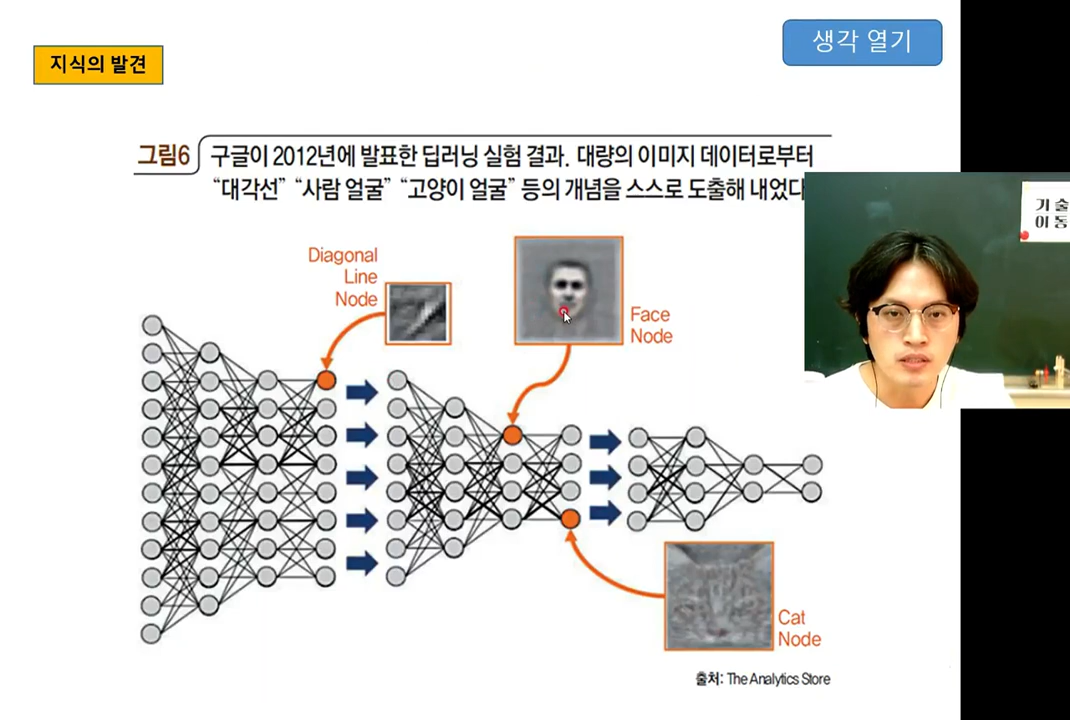 생각 열기
지식의 발견
그림6 구글이 2012년에 발표한 딥러닝 실험 결과. 대량의 이미지 데이터로부터
“대각선” “사람 얼굴” “고양이 얼굴” 등의 개념을 스스로 도출해 내었다
기술
이동
Diagonal
Line
Node
Face
Node
Cat
Node
출처: The Analytics Store